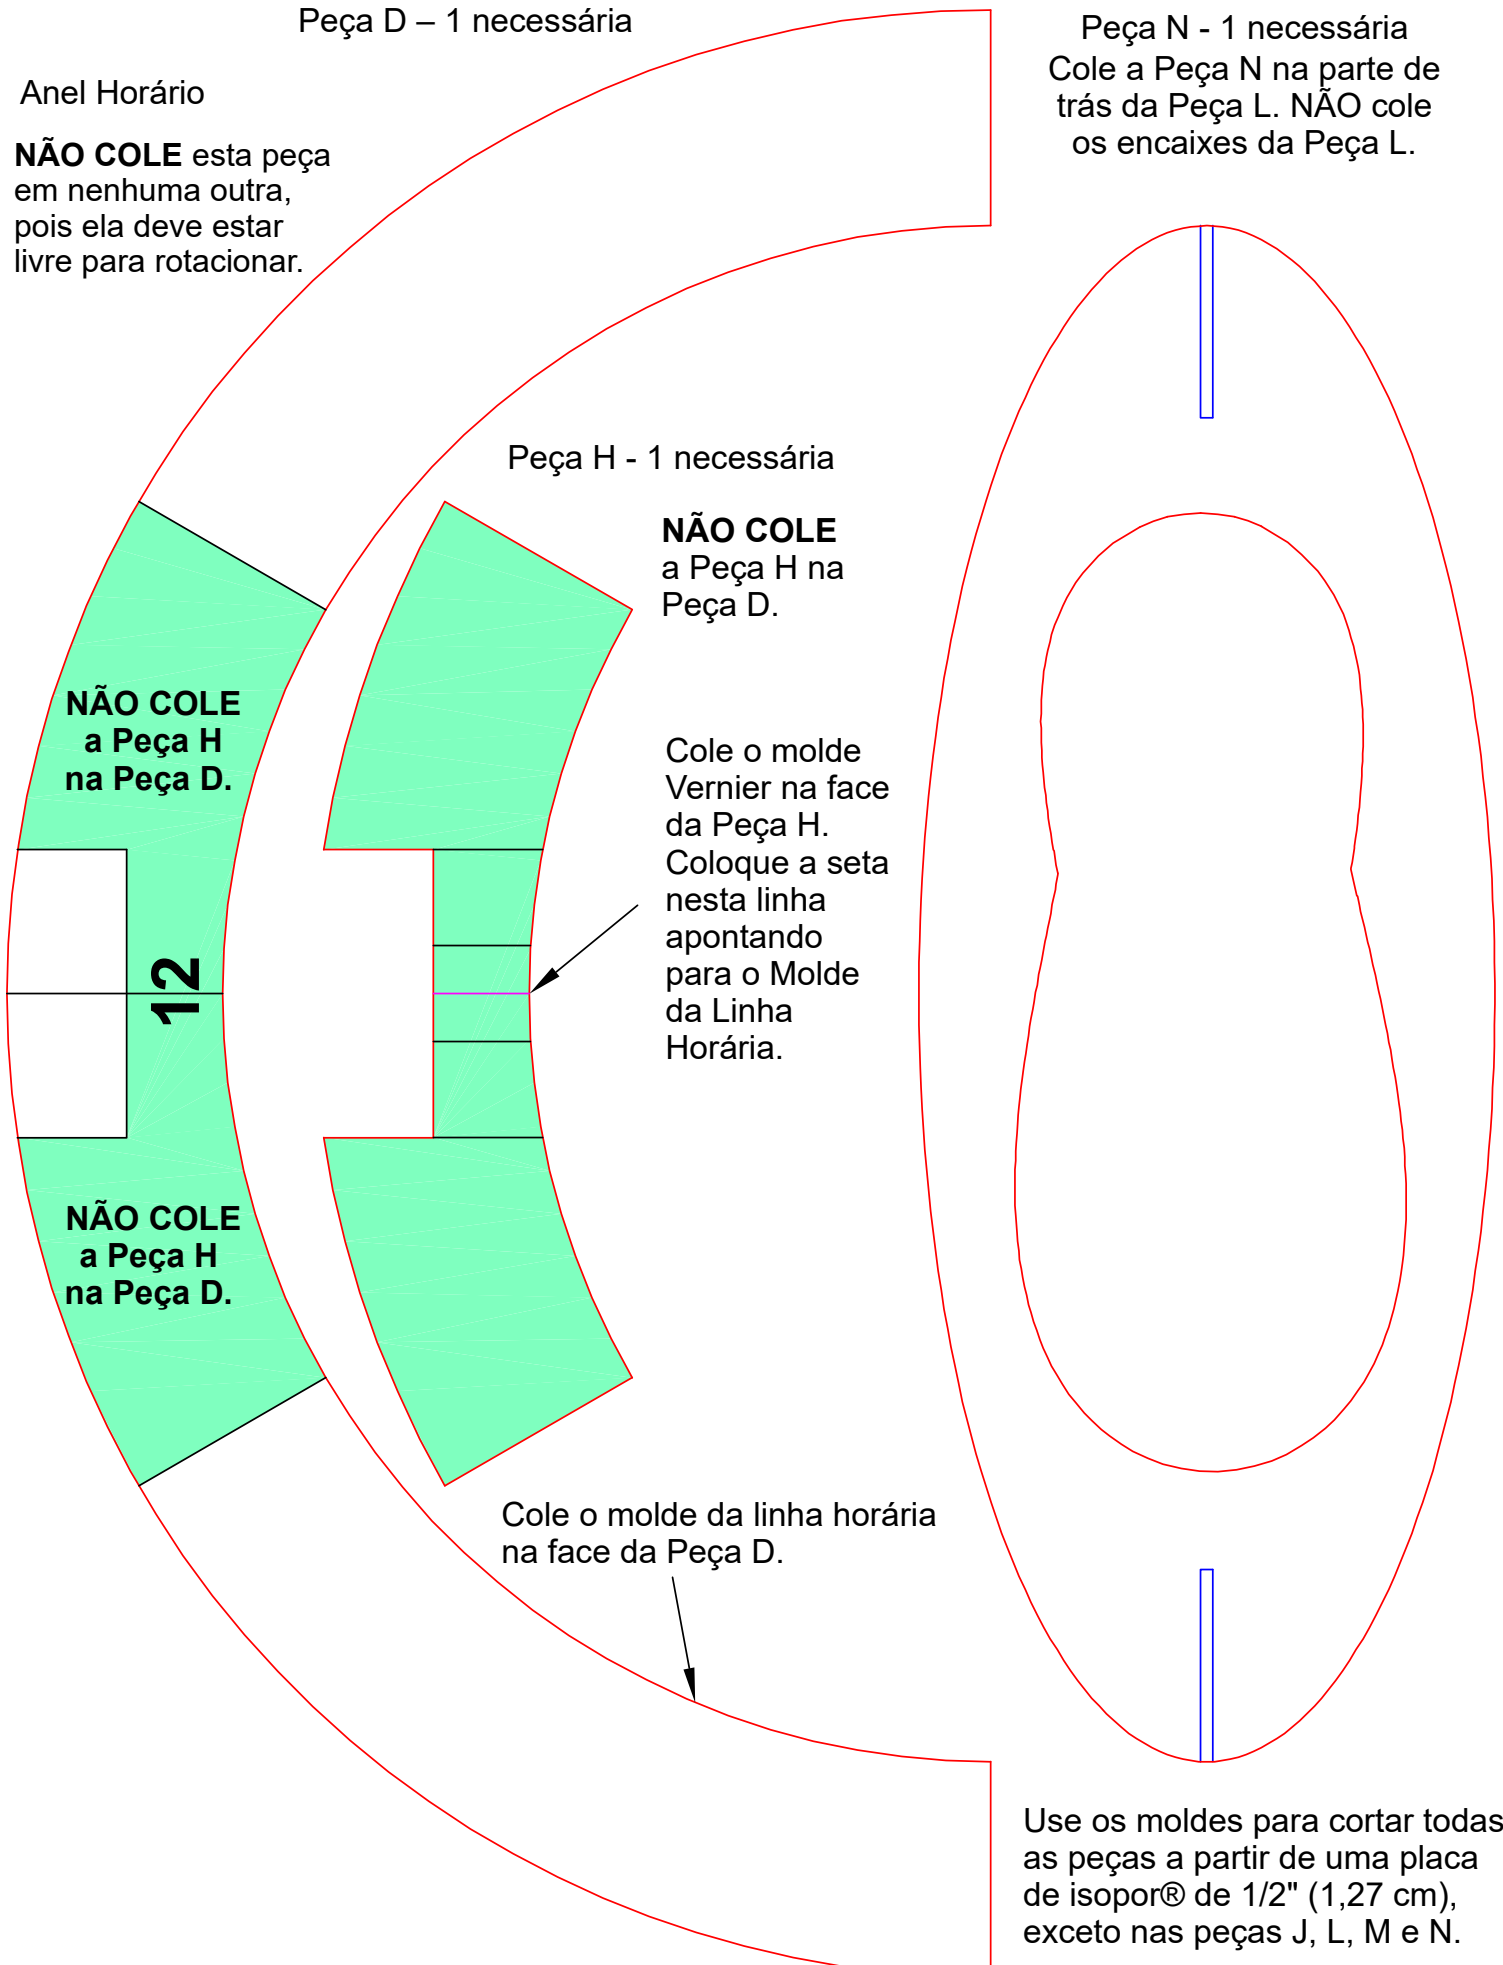 Peça D – 1 necessária
Anel Horário
NÃO COLE esta peça
em nenhuma outra,
pois ela deve estar
livre para rotacionar.
Peça N - 1 necessária
Cole a Peça N na parte de
trás da Peça L. NÃO cole
os encaixes da Peça L.
Peça H - 1 necessária
NÃO COLE
a Peça H na
Peça D.
NÃO COLE
a Peça H
na Peça D.
Cole o molde
Vernier na face
da Peça H.
Coloque a seta
nesta linha
apontando
para o Molde
da Linha
Horária.
12
NÃO COLE
a Peça H
na Peça D.
Cole o molde da linha horária
na face da Peça D.
Use os moldes para cortar todas
as peças a partir de uma placa
de isopor® de 1/2" (1,27 cm),
exceto nas peças J, L, M e N.